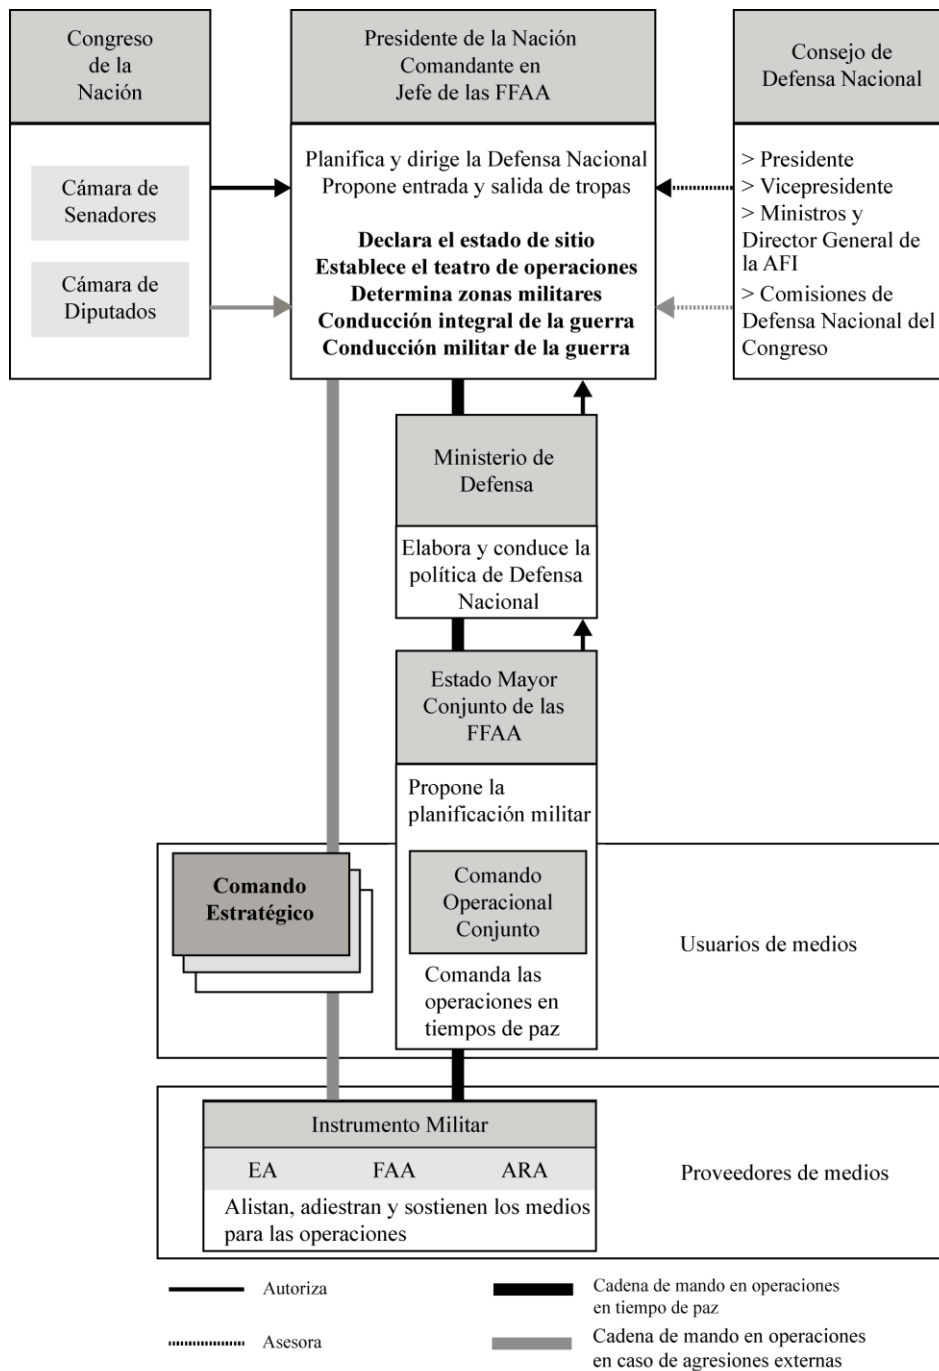 Congreso
de la
Nación
Cámara de
Senadores
Cámara de
Diputados
Presidente de la Nación
Comandante en
Jefe de las FFAA
Planifica y dirige la Defensa Nacional
Propone entrada y salida de tropas
Declara el estado de sitio
Establece el teatro de operaciones
Determina zonas militares
Conducción integral de la guerra
Conducción militar de la guerra
Consejo de
Defensa Nacional
> Presidente
> Vicepresidente
> Ministros y
Director General de
la AFI
> Comisiones de
Defensa Nacional del
Congreso
Ministerio de
Defensa
Elabora y conduce la
política de Defensa
Nacional
Estado Mayor
Conjunto de las
FFAA
Propone la
planificación militar
Comando
Estratégico
Comando
Operacional
Conjunto
Comanda las
operaciones en
tiempos de paz
Usuarios de medios
Instrumento Militar
EA FAA ARA
Alistan, adiestran y sostienen los medios
para las operaciones
Proveedores de medios
Autoriza
Asesora
Cadena de mando en operaciones
en tiempo de paz
Cadena de mando en operaciones
en caso de agresiones externas